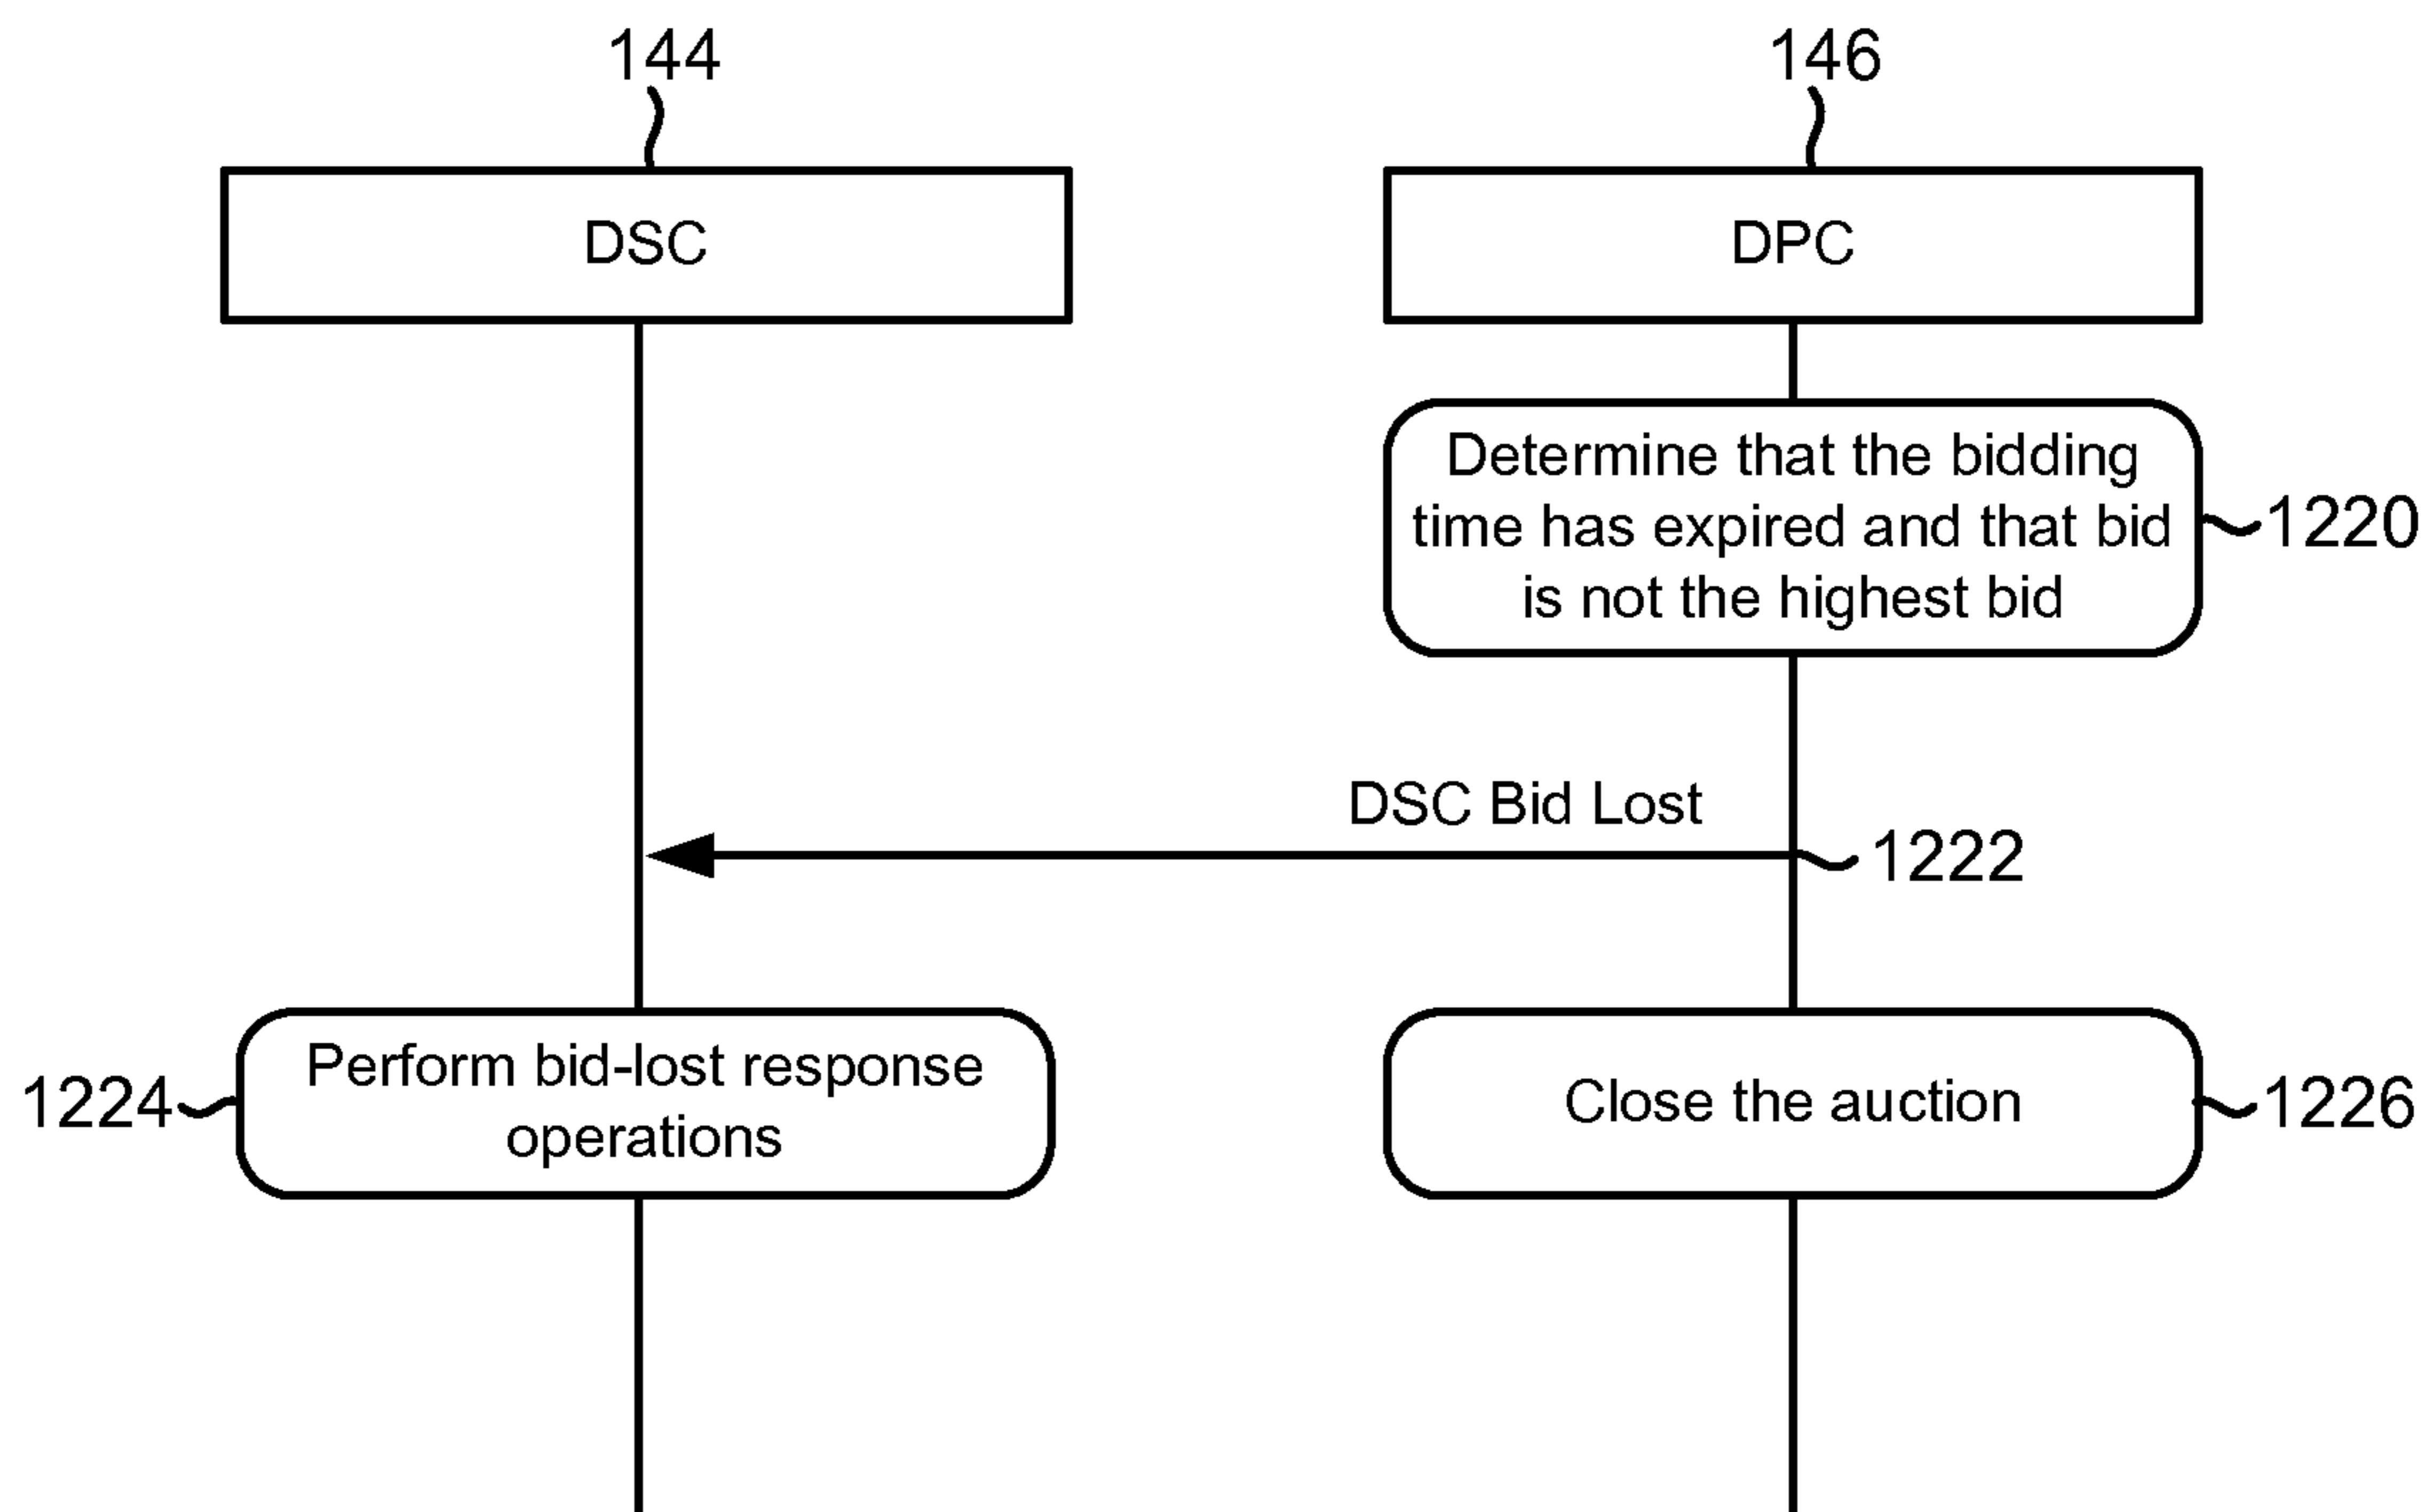 144
146
DSC
DPC
Determine that the bidding
time has expired and that bid
is not the highest bid
1220
DSC Bid Lost
1222
1224
Perform bid-lost response
operations
Close the auction
1226